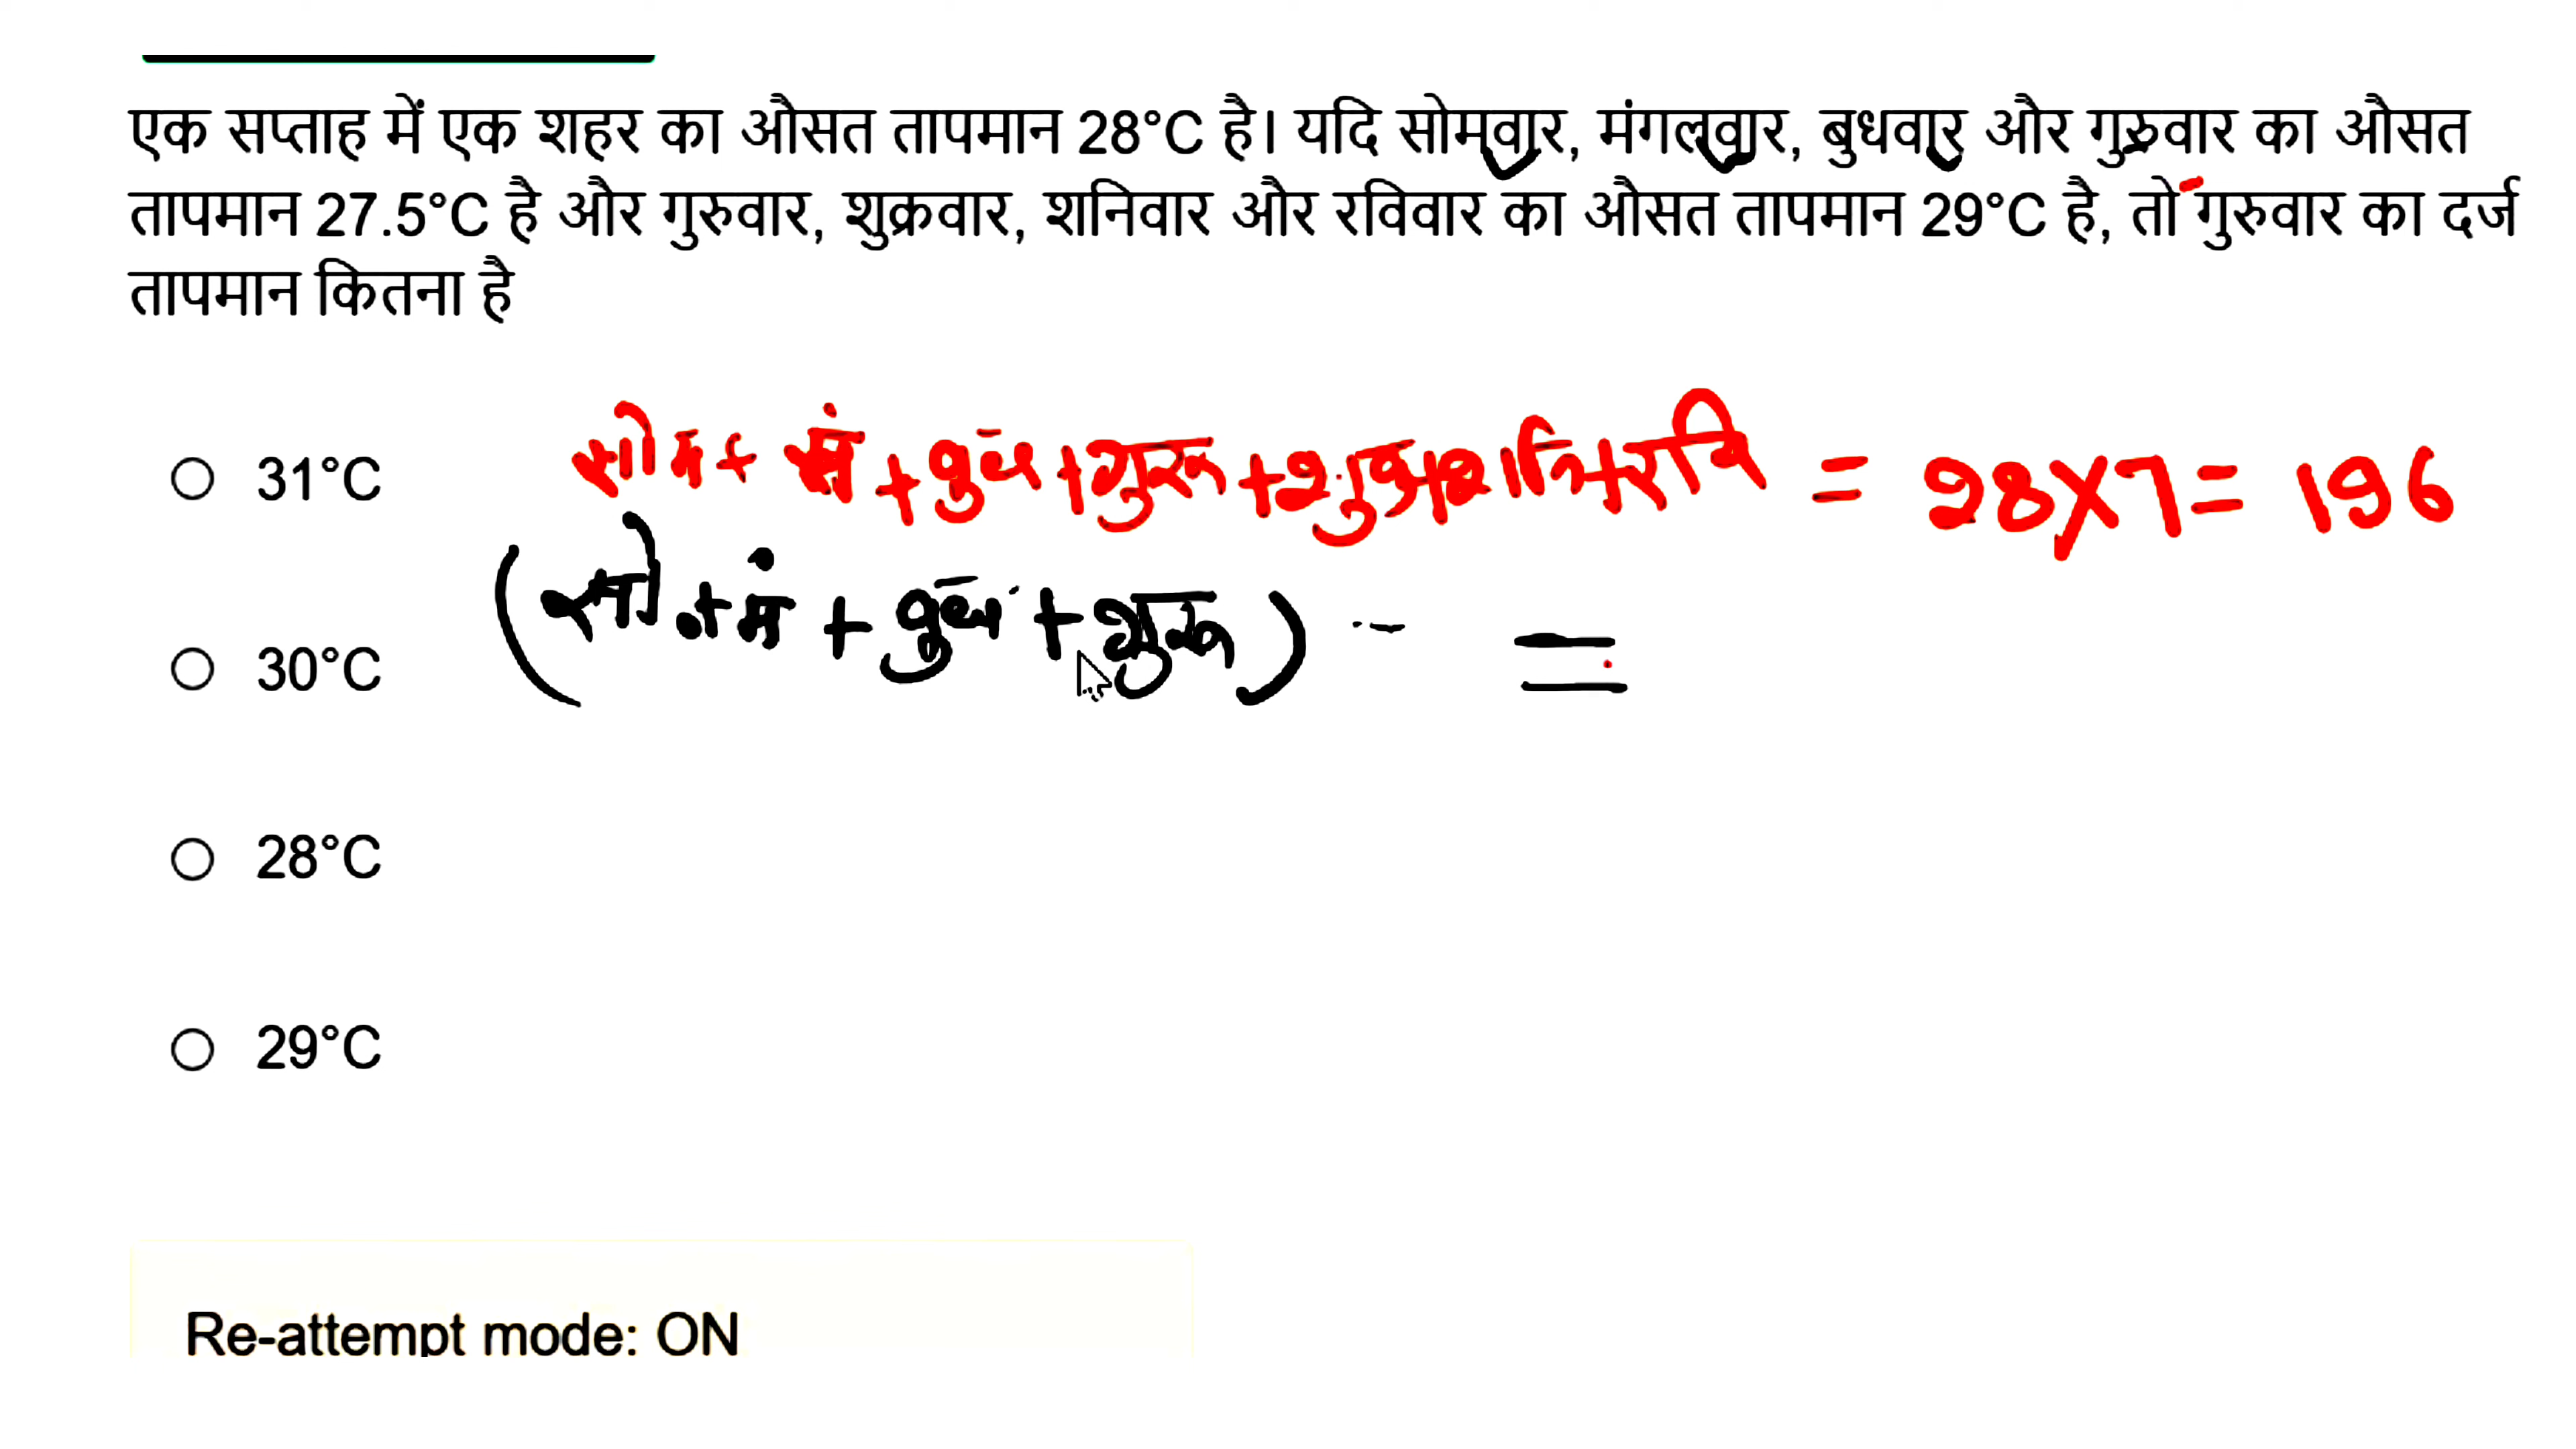 एक सप्ताह में एक शहर का औसत तापमान 28°C है। यदि सोमवार, मंगलवार, बुधवार और गुरुवार का औसत
तापमान 27.5°C है और गुरुवार, शुक्रवार, शनिवार और रविवार का औसत तापमान 29°C है, तो गुरुवार का दर्ज
तापमान कितना है
31°C
सोम + मं + बुध + गुरू + शुक्र + शनि + रवि = 28×7 = 196
(सो + मं + बुध + गुरू) =
30°C
28°C
29°C
Re-attempt mode: ON